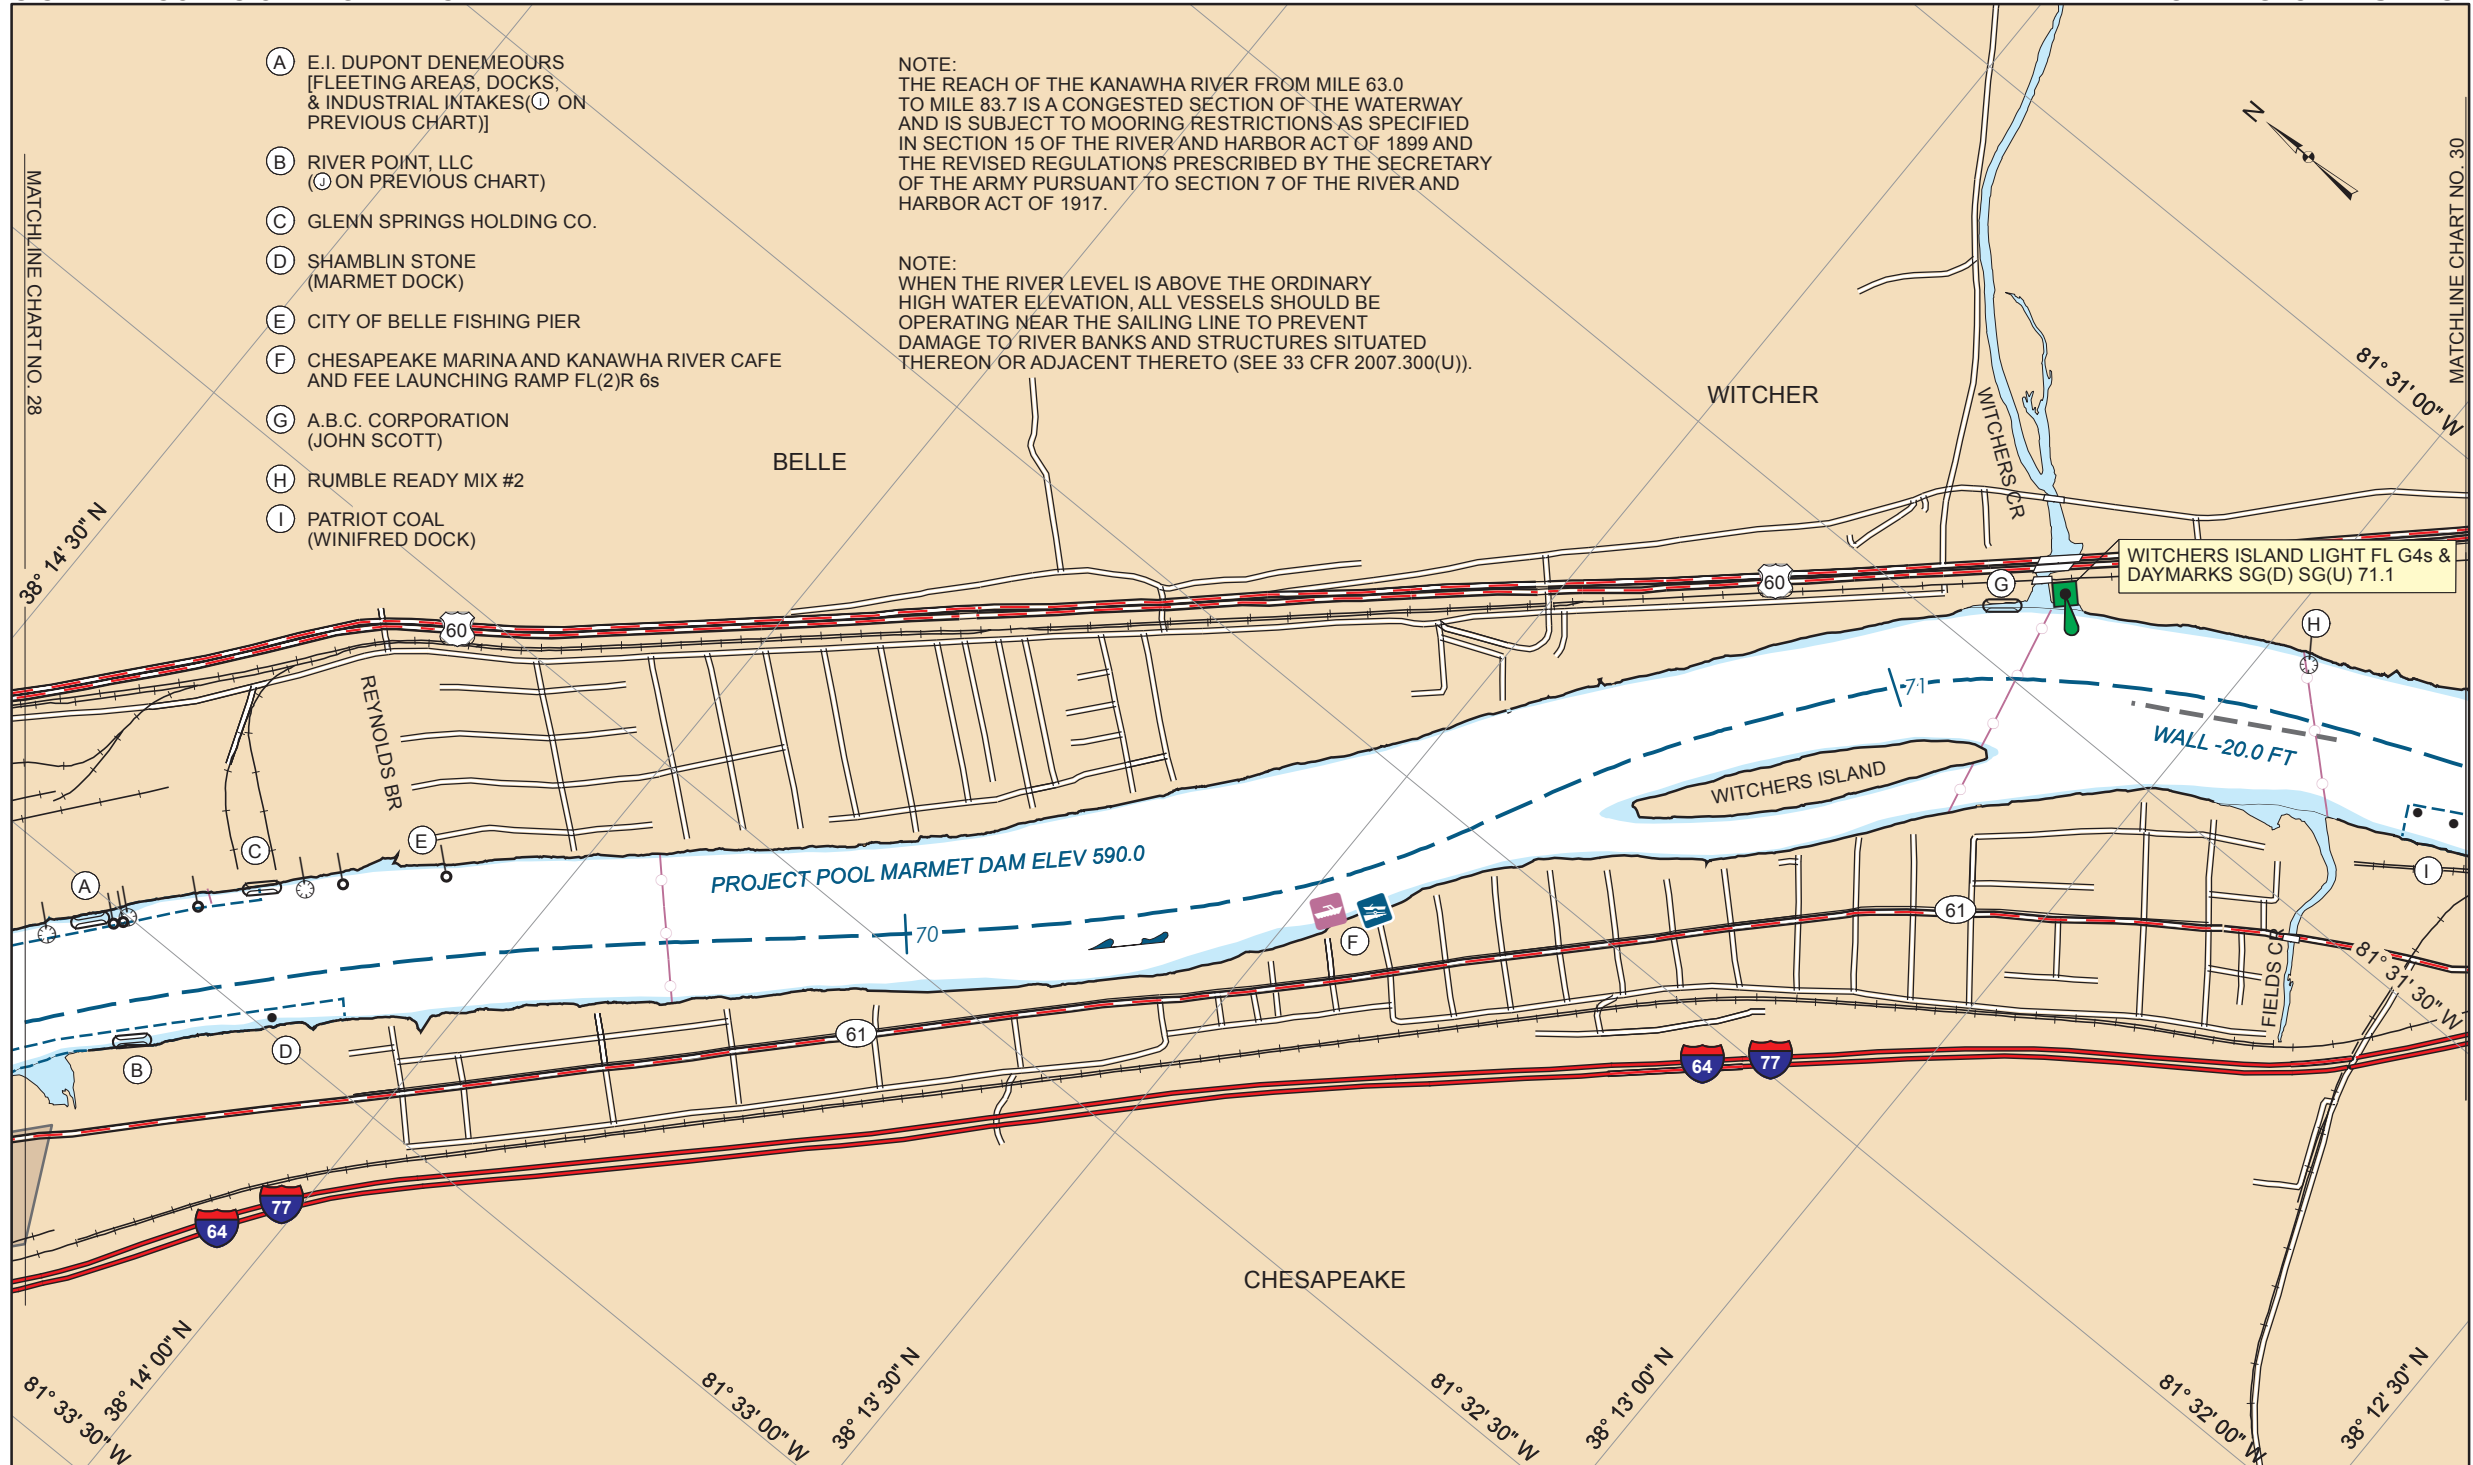 A E.I. DUPONT DENEMEOURS
[FLEETING AREAS, DOCKS,
& INDUSTRIAL INTAKES(I ON
PREVIOUS CHART)]
B RIVER POINT, LLC
(J ON PREVIOUS CHART)
C GLENN SPRINGS HOLDING CO.
D SHAMBLIN STONE
(MARMET DOCK)
E CITY OF BELLE FISHING PIER
F CHESAPEAKE MARINA AND KANAWHA RIVER CAFE
AND FEE LAUNCHING RAMP FL(2)R 6s
G A.B.C. CORPORATION
(JOHN SCOTT)
H RUMBLE READY MIX #2
I PATRIOT COAL
(WINIFRED DOCK)
NOTE:
THE REACH OF THE KANAWHA RIVER FROM MILE 63.0
TO MILE 83.7 IS A CONGESTED SECTION OF THE WATERWAY
AND IS SUBJECT TO MOORING RESTRICTIONS AS SPECIFIED
IN SECTION 15 OF THE RIVER AND HARBOR ACT OF 1899 AND
THE REVISED REGULATIONS PRESCRIBED BY THE SECRETARY
OF THE ARMY PURSUANT TO SECTION 7 OF THE RIVER AND
HARBOR ACT OF 1917.
NOTE:
WHEN THE RIVER LEVEL IS ABOVE THE ORDINARY
HIGH WATER ELEVATION, ALL VESSELS SHOULD BE
OPERATING NEAR THE SAILING LINE TO PREVENT
DAMAGE TO RIVER BANKS AND STRUCTURES SITUATED
THEREON OR ADJACENT THERETO (SEE 33 CFR 2007.300(U)).
N
MATCHLINE CHART NO. 28
MATCHLINE CHART NO. 30
81° 31' 00" W
WITCHER
WITCHERS CR
BELLE
38° 14' 30" N
WITCHERS ISLAND LIGHT FL G4s &
DAYMARKS SG(D) SG(U) 71.1
60
60
G
H
REYNOLDS BR
71
WALL -20.0 FT
WITCHERS ISLAND
E
C
A
PROJECT POOL MARMET DAM ELEV 590.0
I
61
70
F
FIELDS CR
81° 31' 30" W
61
D
B
64
77
77
64
CHESAPEAKE
81° 33' 30" W
38° 14' 00" N
81° 33' 00" W
38° 13' 30" N
81° 32' 30" W
38° 13' 00" N
81° 32' 00" W
38° 12' 30" N